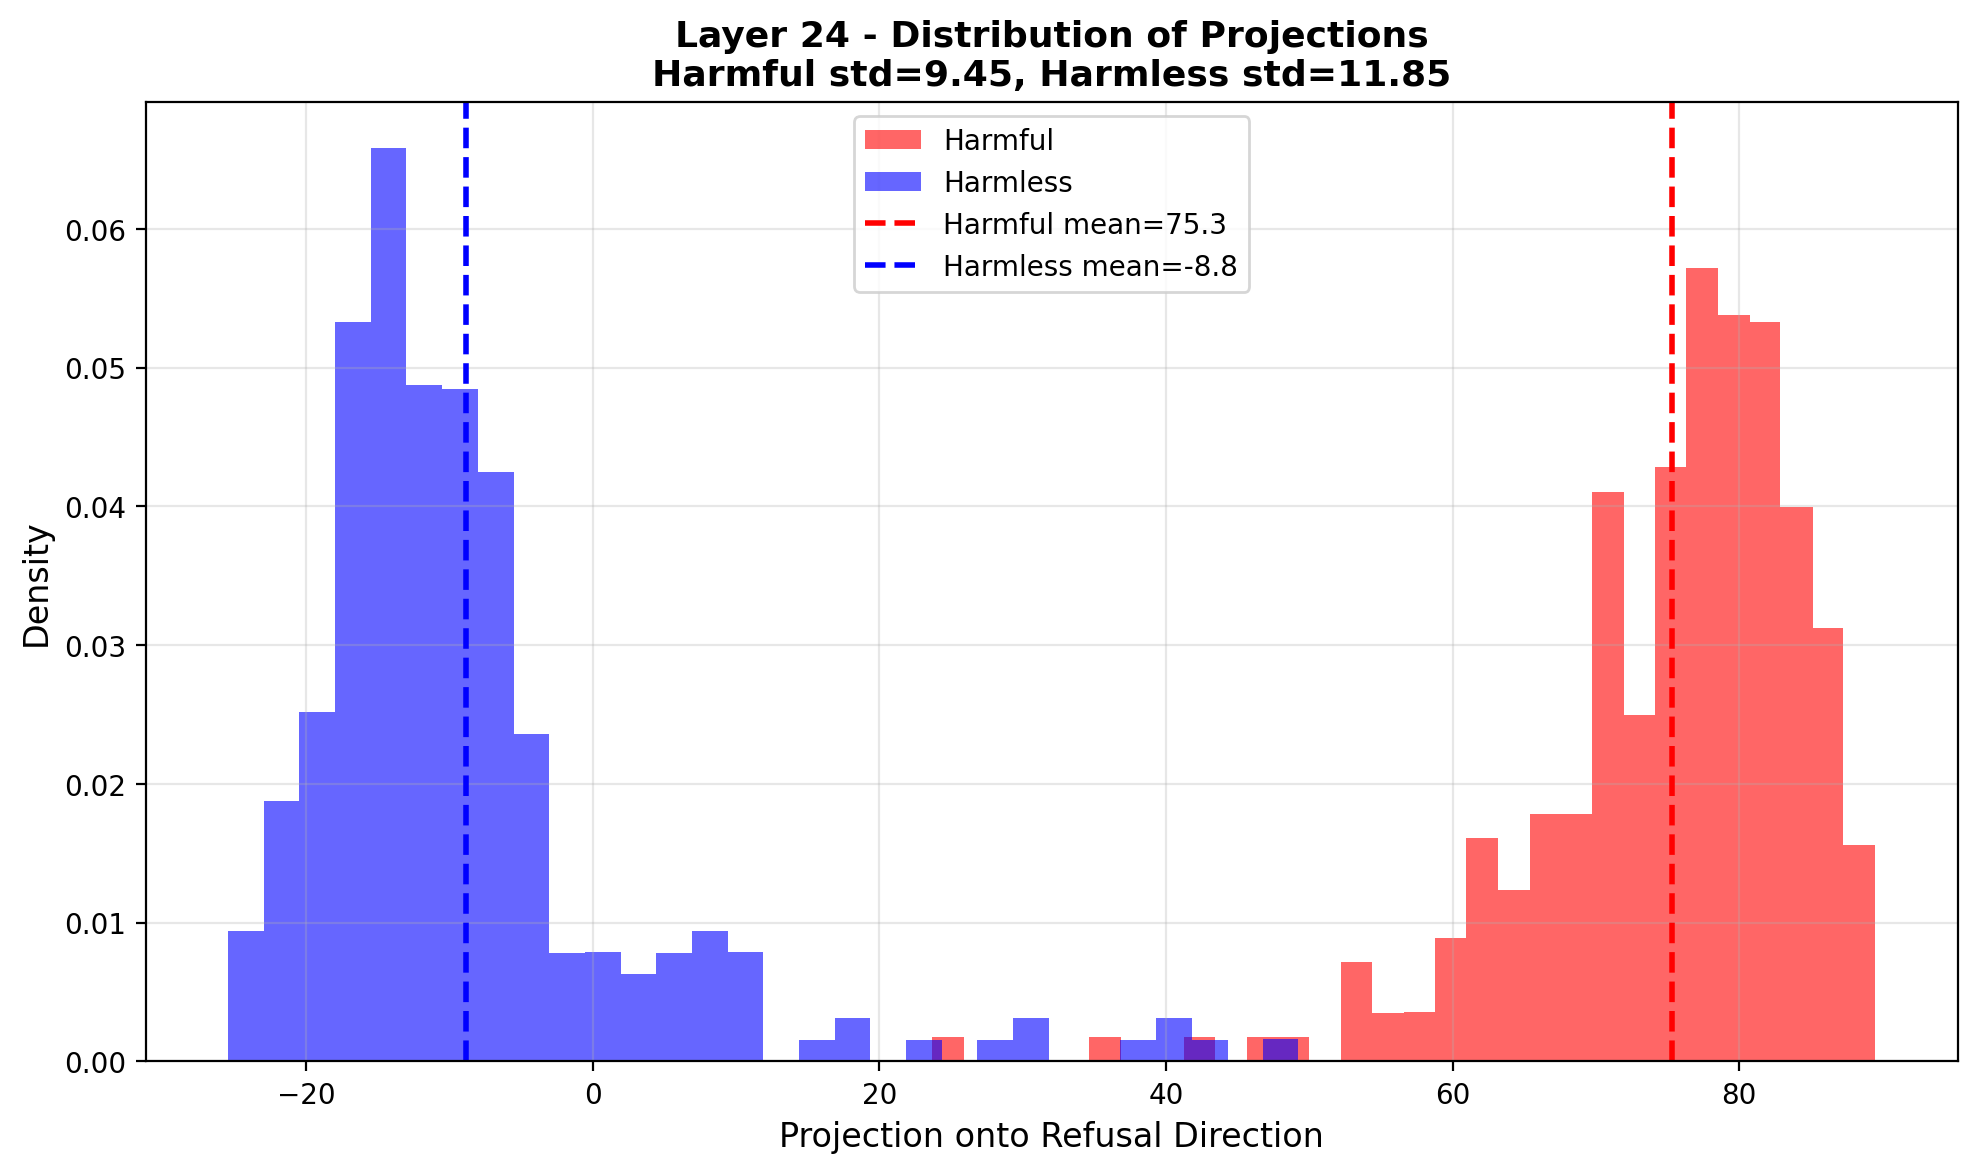 Layer 24 - Distribution of Projections
Harmful std=9.45, Harmless std=11.85
Harmful
Harmless
Harmful mean=75.3
Harmless mean=-8.8
Density
0.06
0.05
0.04
0.03
0.02
0.01
0.00
−20
0
20
40
60
80
Projection onto Refusal Direction